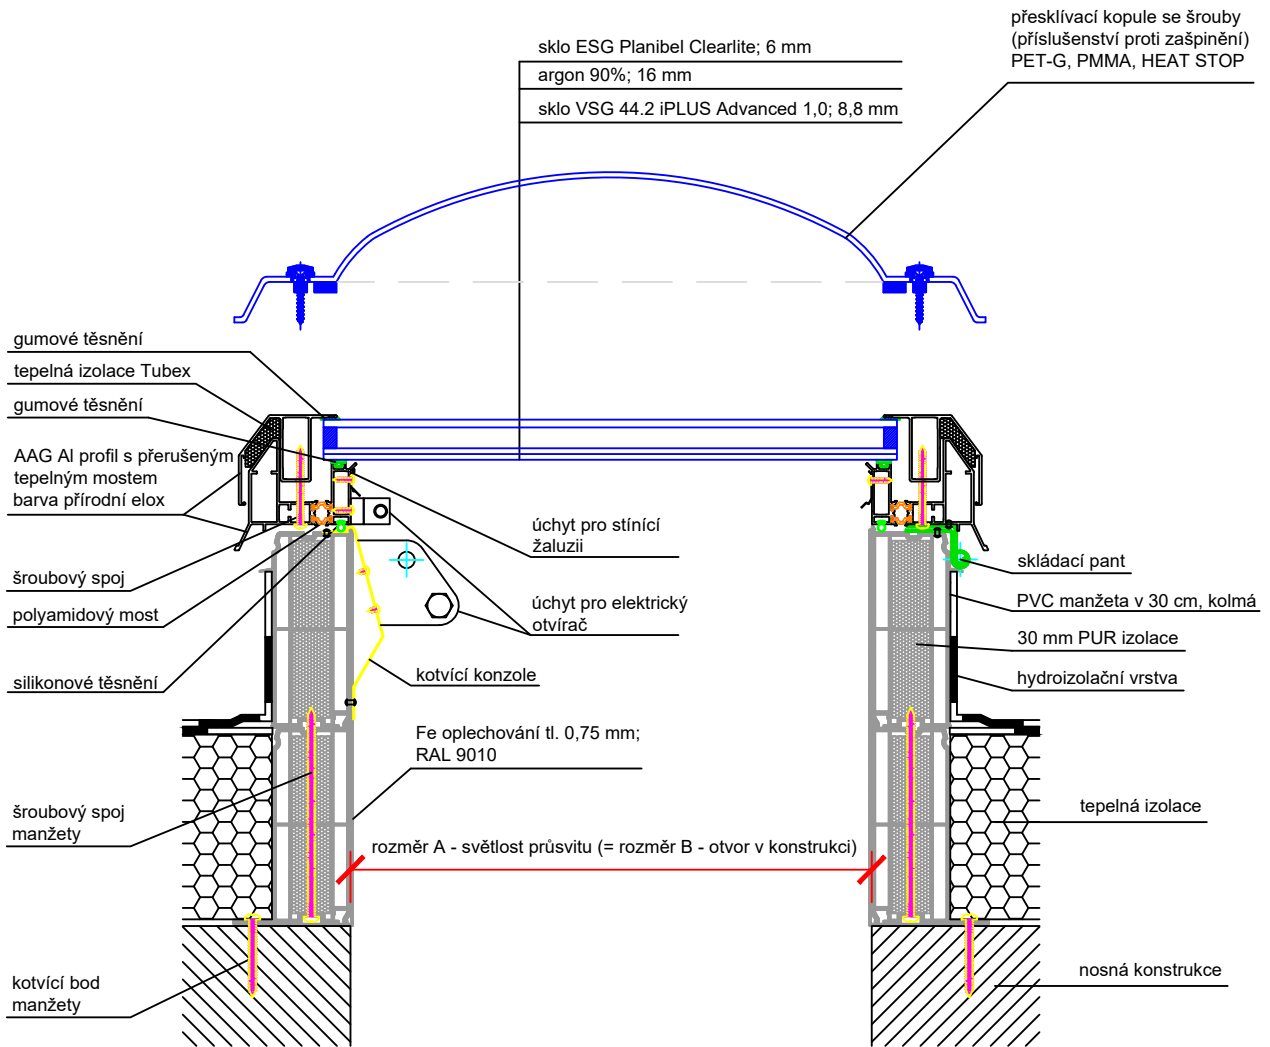 přesklívací kopule se šrouby
(příslušenství proti zašpinění)
PET-G, PMMA, HEAT STOP
sklo ESG Planibel Clearlite; 6 mm
argon 90%; 16 mm
sklo VSG 44.2 iPLUS Advanced 1,0; 8,8 mm
gumové těsnění
tepelná izolace Tubex
gumové těsnění
AAG Al profil s přerušeným
tepelným mostem
barva přírodní elox
šroubový spoj
polyamidový most
silikonové těsnění
šroubový spoj
manžety
kotvící bod
manžety
úchyt pro stínící
žaluzii
úchyt pro elektrický
otvírač
kotvící konzole
Fe oplechování tl. 0,75 mm;
RAL 9010
rozměr A - světlost průsvitu (= rozměr B - otvor v konstrukci)
skládací pant
PVC manžeta v 30 cm, kolmá
30 mm PUR izolace
hydroizolační vrstva
tepelná izolace
nosná konstrukce